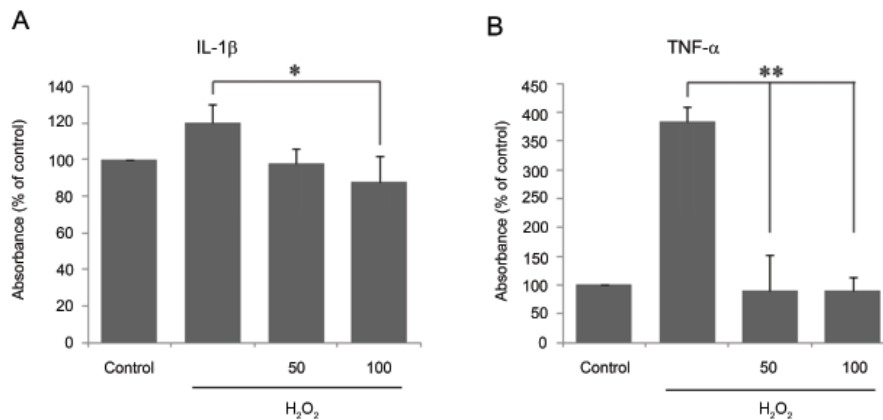 A
IL-1β
*
Absorbance (% of control)
140
120
100
80
60
40
20
0
Control
50
100
H₂O₂
B
TNF-α
**
Absorbance (% of control)
450
400
350
300
250
200
150
100
50
0
Control
50
100
H₂O₂